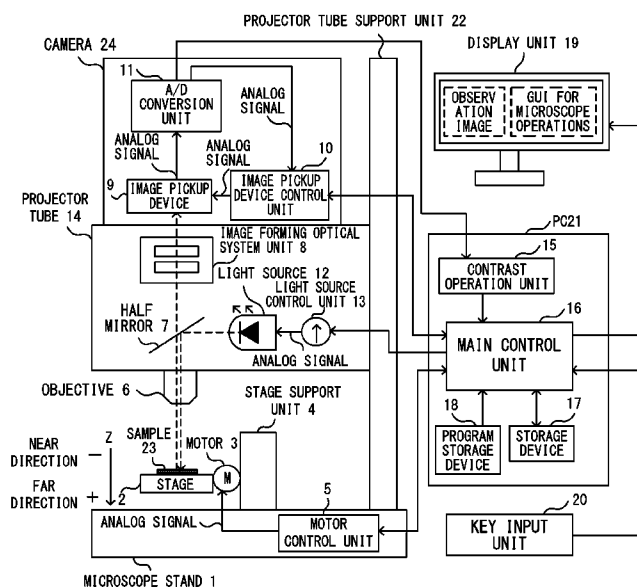 PROJECTOR TUBE SUPPORT UNIT 22
CAMERA 24
DISPLAY UNIT 19
11
A/D
CONVERSION
UNIT
ANALOG
SIGNAL
OBSERV
ATION
IMAGE
GUI FOR
MICROSCOPE
OPERATIONS
ANALOG
SIGNAL
ANALOG
SIGNAL
10
9
IMAGE PICKUP
DEVICE
IMAGE PICKUP
DEVICE CONTROL
UNIT
PROJECTOR
TUBE 14
IMAGE FORMING OPTICAL
SYSTEM UNIT 8
PC21
15
CONTRAST
OPERATION UNIT
LIGHT SOURCE 12
LIGHT SOURCE
CONTROL UNIT 13
HALF
MIRROR 7
16
MAIN CONTROL
UNIT
ANALOG SIGNAL
OBJECTIVE 6
STAGE SUPPORT
UNIT 4
18
17
PROGRAM
STORAGE
DEVICE
STORAGE
DEVICE
SAMPLE
23
MOTOR 3
M
NEAR
DIRECTION
−
Z
FAR
DIRECTION
+
2
STAGE
5
ANALOG SIGNAL
MOTOR
CONTROL UNIT
20
KEY INPUT
UNIT
MICROSCOPE STAND 1